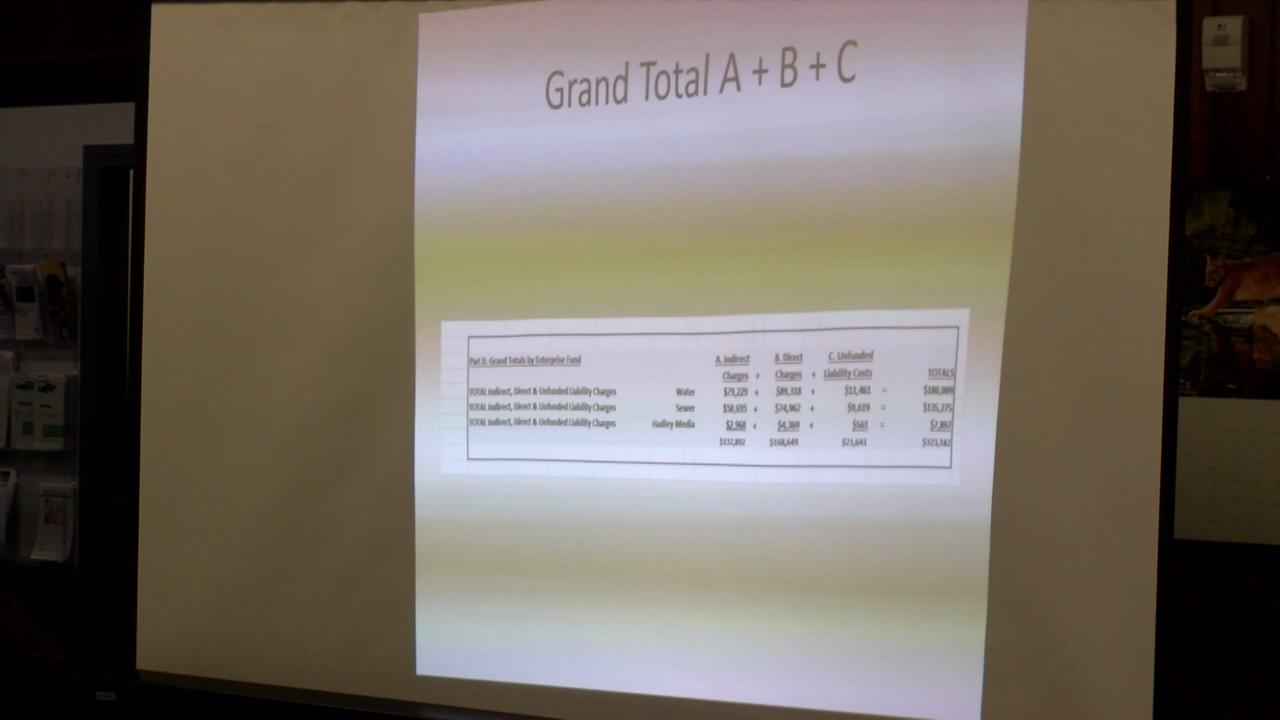 Grand Total A + B + C
Part D. Grand Totals by Enterprise Fund
A. Indirect B. Direct C. Unfunded
Charges + Charges + Liability Costs TOTALS
TOTAL Indirect, Direct & Unfunded Liability Charges Water $79,229 + $89,318 + $11,461 = $180,009
TOTAL Indirect, Direct & Unfunded Liability Charges Sewer $50,695 + $74,962 + $9,619 = $135,275
TOTAL Indirect, Direct & Unfunded Liability Charges Hadley Media $2,968 + $4,369 + $561 = $7,897
$132,892 $168,649 $21,641 $323,182